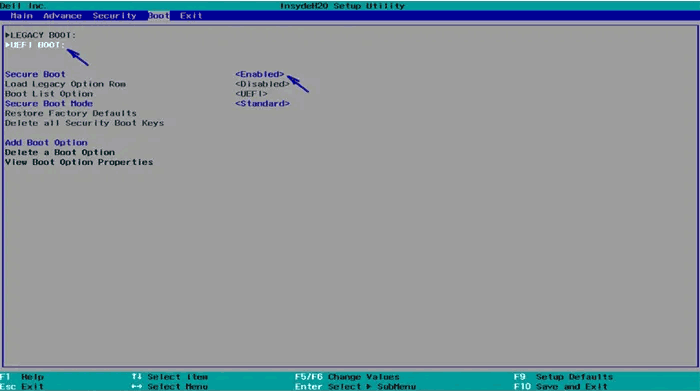 Dell Inc. InsydeH2O Setup Utility
Main Advance Security Boot Exit
▶LEGACY BOOT:
▶UEFI BOOT:
Secure Boot <Enabled>
Load Legacy Option Rom <Disabled>
Boot List Option <UEFI>
Secure Boot Mode <Standard>
Restore Factory Defaults
Delete all Security Boot Keys
Add Boot Option
Delete a Boot Option
View Boot Option Properties
F1 Help ↑↓ Select Item F5/F6 Change Values F9 Setup Defaults
Esc Exit ↔ Select Menu Enter Select ▶ SubMenu F10 Save and Exit